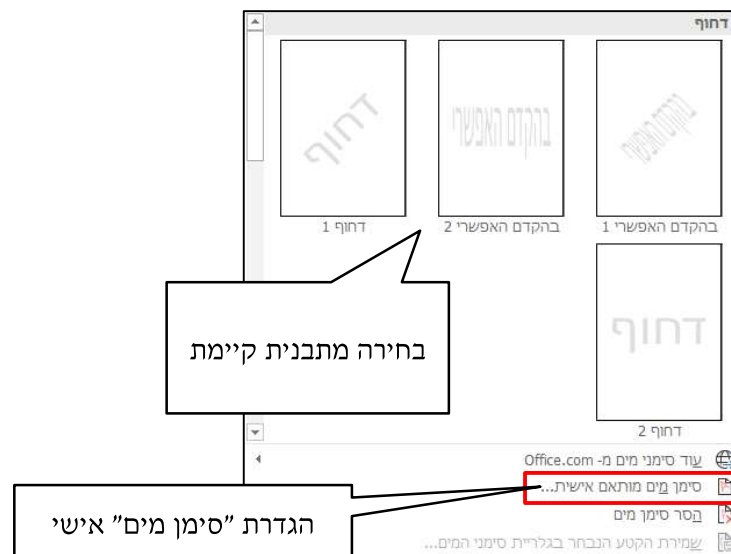 דחוף
בהקדם האפשרי
בהקדם האפשרי
דחוף
בהקדם האפשרי 1
בהקדם האפשרי 2
דחוף 1
דחוף
דחוף 2
בחירה מתבנית קיימת
עוד סימני מים מ- Office.com
סימן מים מותאם אישית...
הסר סימן מים
שמירת הקטע הנבחר בגלריית סימני המים...
הגדרת "סימן מים" אישי